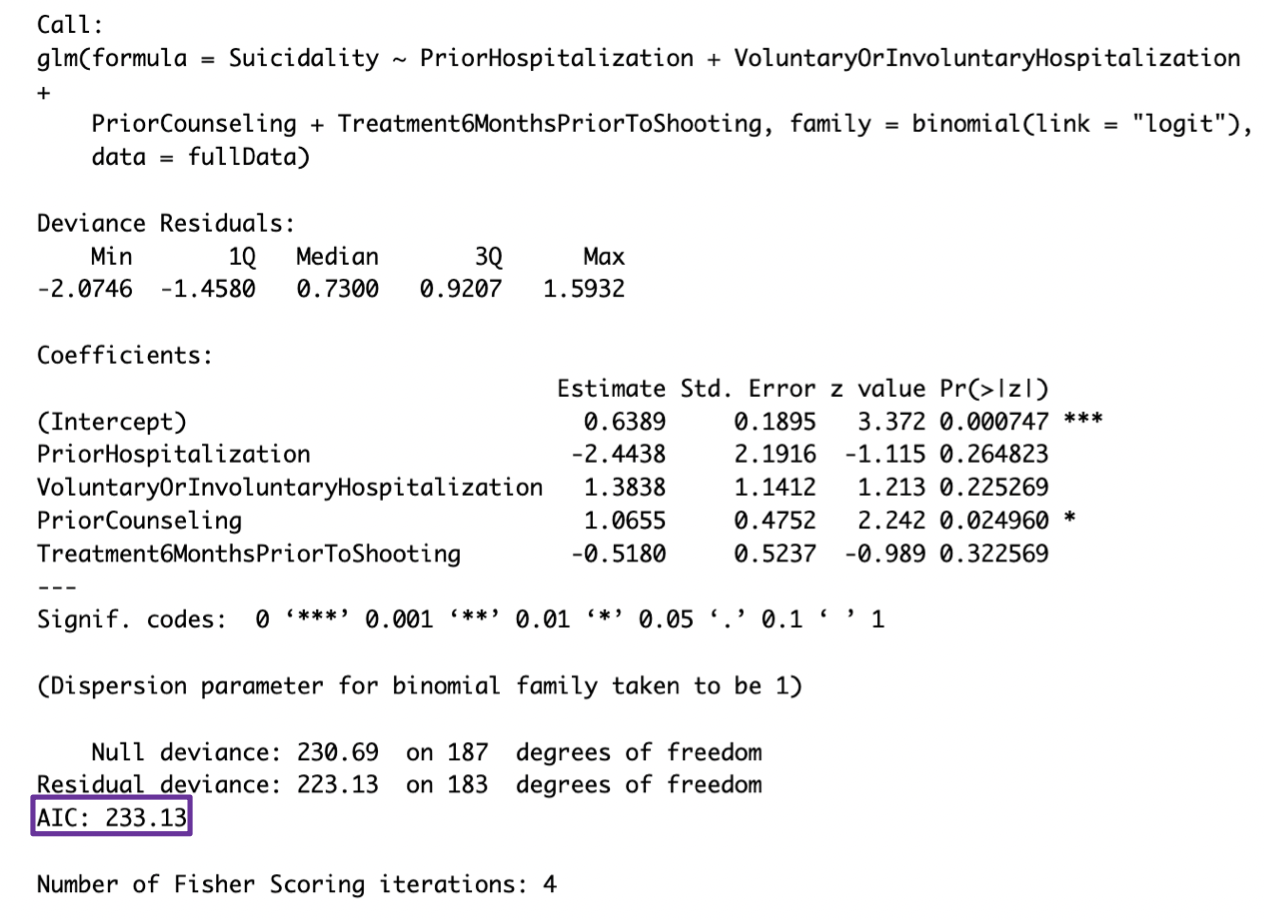 Call:
glm(formula = Suicidality ~ PriorHospitalization + VoluntaryOrInvoluntaryHospitalization
+
    PriorCounseling + Treatment6MonthsPriorToShooting, family = binomial(link = "logit"),
    data = fullData)

Deviance Residuals:
    Min       1Q   Median       3Q      Max
-2.0746  -1.4580   0.7300   0.9207   1.5932

Coefficients:
                                      Estimate Std. Error z value Pr(>|z|)
(Intercept)                             0.6389     0.1895   3.372 0.000747 ***
PriorHospitalization                   -2.4438     2.1916  -1.115 0.264823
VoluntaryOrInvoluntaryHospitalization   1.3838     1.1412   1.213 0.225269
PriorCounseling                         1.0655     0.4752   2.242 0.024960 *
Treatment6MonthsPriorToShooting        -0.5180     0.5237  -0.989 0.322569
---
Signif. codes:  0 ‘***’ 0.001 ‘**’ 0.01 ‘*’ 0.05 ‘.’ 0.1 ‘ ’ 1

(Dispersion parameter for binomial family taken to be 1)

    Null deviance: 230.69  on 187  degrees of freedom
Residual deviance: 223.13  on 183  degrees of freedom
AIC: 233.13

Number of Fisher Scoring iterations: 4